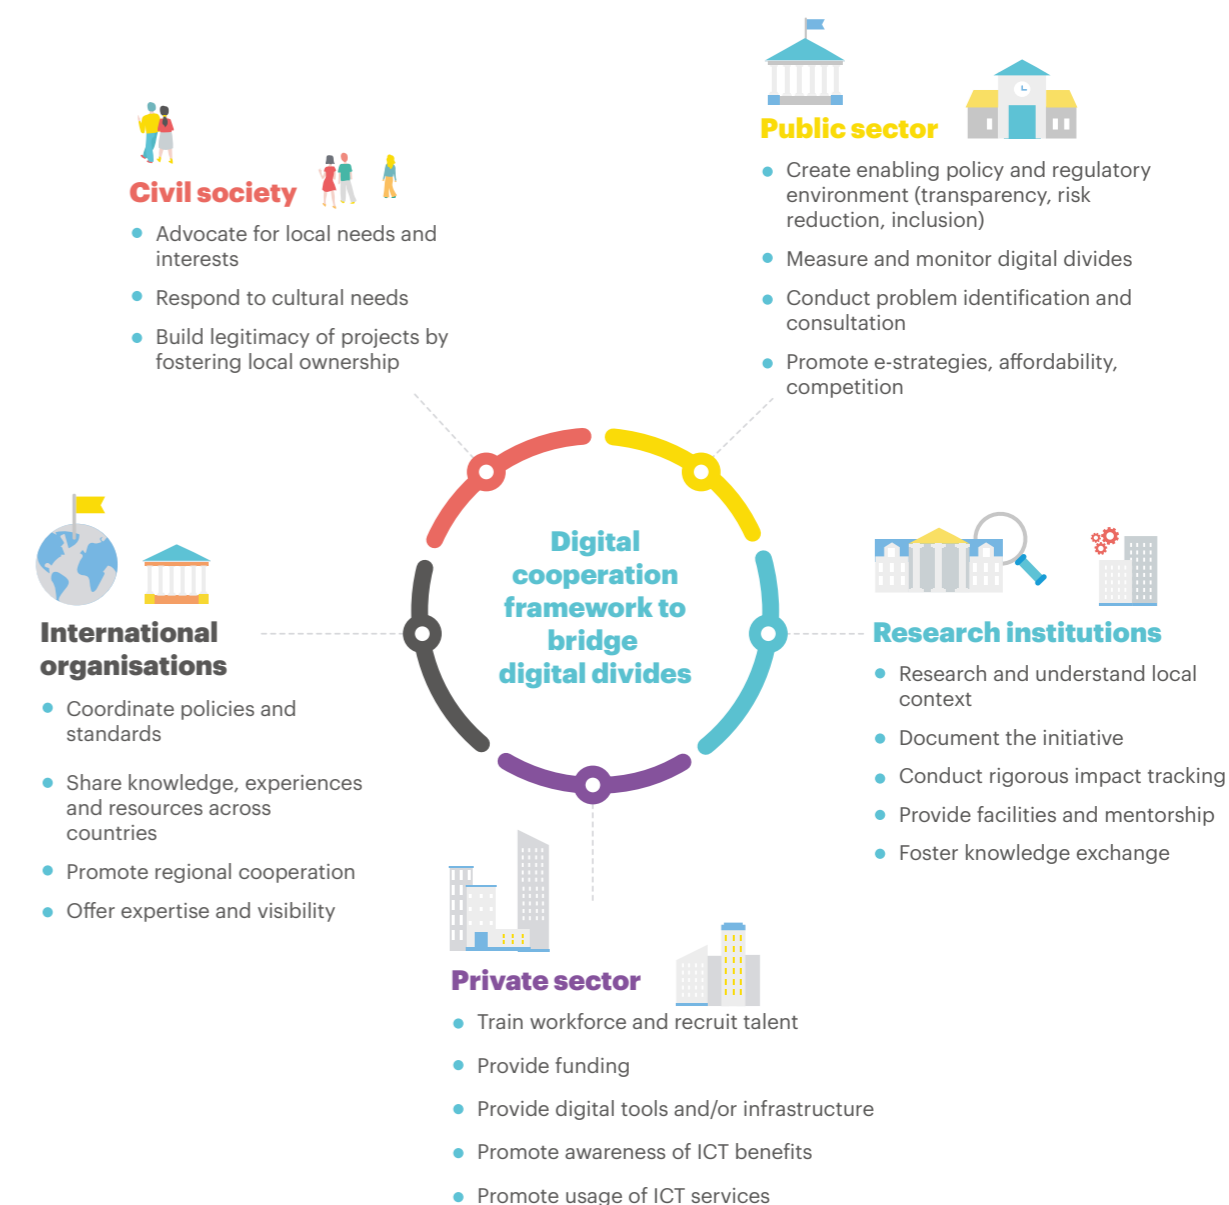 Civil society
Advocate for local needs and
interests
Respond to cultural needs
Build legitimacy of projects by
fostering local ownership
Public sector
Create enabling policy and regulatory
environment (transparency, risk
reduction, inclusion)
Measure and monitor digital divides
Conduct problem identification and
consultation
Promote e-strategies, affordability,
competition
Digital
cooperation
framework to
bridge
digital divides
International
organisations
Coordinate policies and
standards
Share knowledge, experiences
and resources across
countries
Promote regional cooperation
Offer expertise and visibility
Research institutions
Research and understand local
context
Document the initiative
Conduct rigorous impact tracking
Provide facilities and mentorship
Foster knowledge exchange
Private sector
Train workforce and recruit talent
Provide funding
Provide digital tools and/or infrastructure
Promote awareness of ICT benefits
Promote usage of ICT services